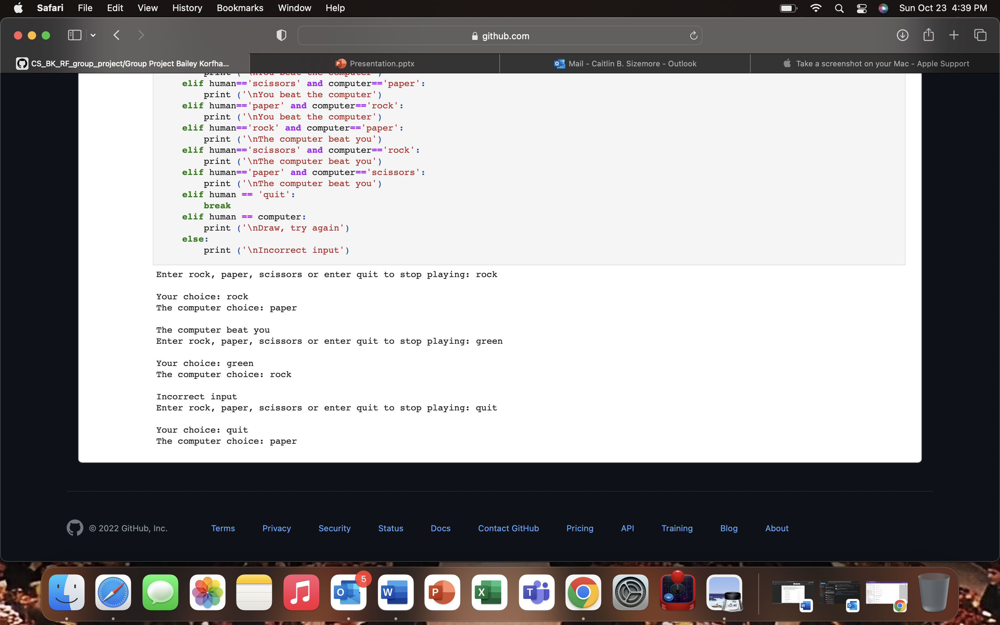 Safari File Edit View History Bookmarks Window Help Sun Oct 23 4:39 PM
github.com
CS_BK_RF_group_project/Group Project Bailey Korfha... Presentation.pptx Mail - Caitlin B. Sizemore - Outlook Take a screenshot on your Mac - Apple Support
print ('\nYou beat the computer')
elif human=='scissors' and computer=='paper':
print ('\nYou beat the computer')
elif human=='paper' and computer=='rock':
print ('\nYou beat the computer')
elif human=='rock' and computer=='paper':
print ('\nThe computer beat you')
elif human=='scissors' and computer=='rock':
print ('\nThe computer beat you')
elif human=='paper' and computer=='scissors':
print ('\nThe computer beat you')
elif human == 'quit':
break
elif human == computer:
print ('\nDraw, try again')
else:
print ('\nIncorrect input')
Enter rock, paper, scissors or enter quit to stop playing: rock
Your choice: rock
The computer choice: paper
The computer beat you
Enter rock, paper, scissors or enter quit to stop playing: green
Your choice: green
The computer choice: rock
Incorrect input
Enter rock, paper, scissors or enter quit to stop playing: quit
Your choice: quit
The computer choice: paper
© 2022 GitHub, Inc. Terms Privacy Security Status Docs Contact GitHub Pricing API Training Blog About
5
O W P X T